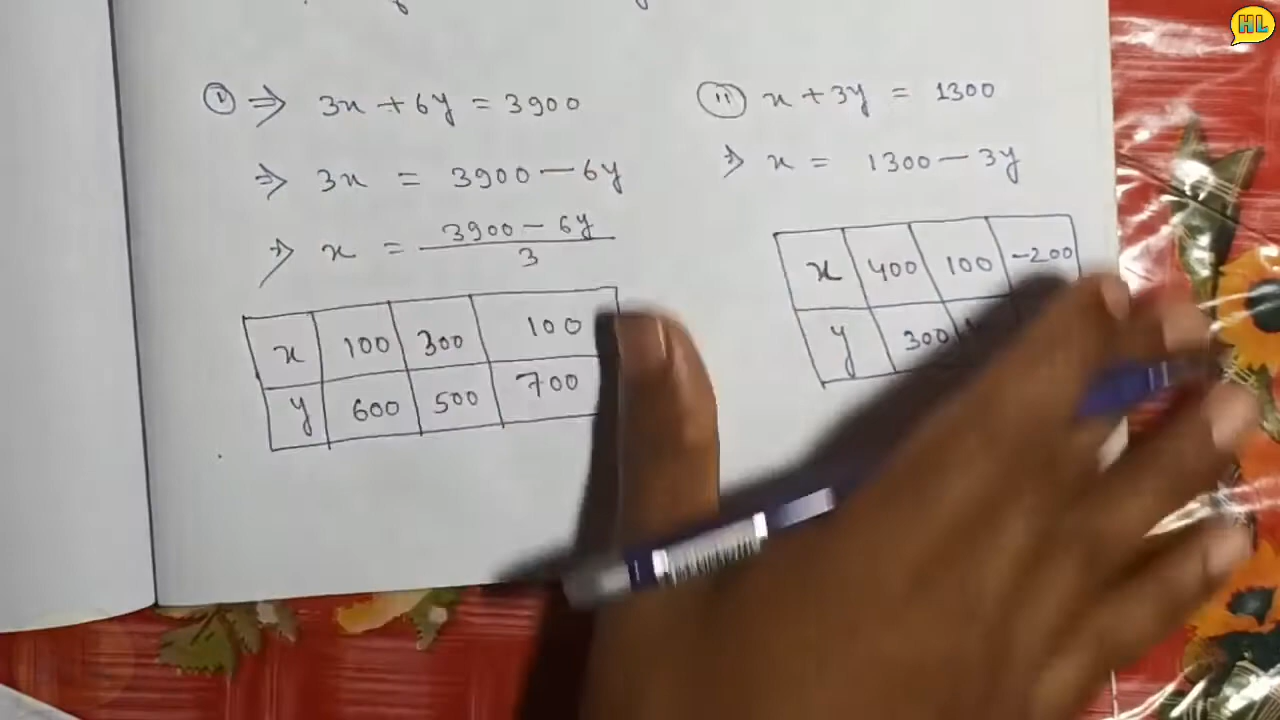 (i) ⇒ 3x + 6y = 3900
⇒ 3x = 3900 – 6y
⇒ x = (3900 – 6y) / 3
x 100 300 100
y 600 500 700
(ii) x + 3y = 1300
⇒ x = 1300 – 3y
x 400 100 -200
y 300
HL